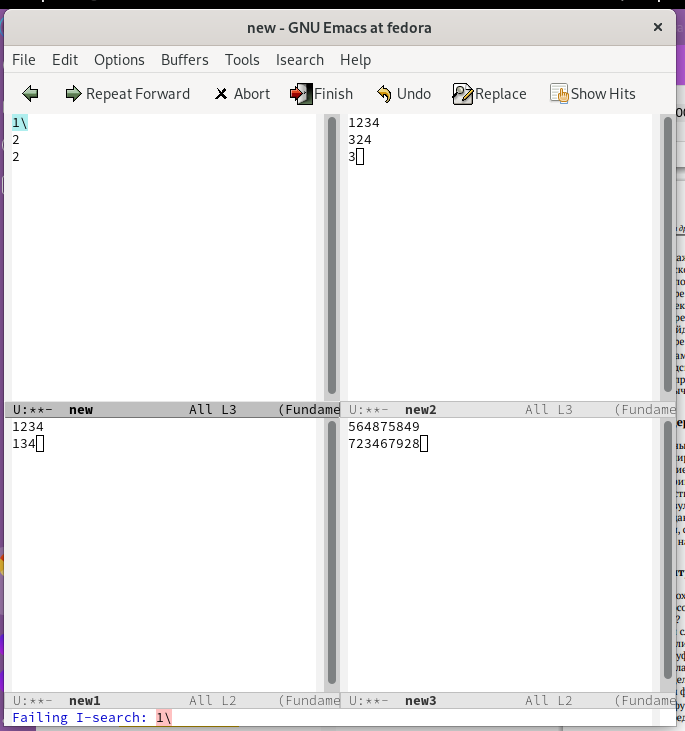 new - GNU Emacs at fedora
File Edit Options Buffers Tools Isearch Help
Repeat Forward Abort Finish Undo Replace Show Hits
1\
2
2
1234
324
3
U:**- new All L3 (Fundame
U:**- new2 All L3 (Fundame
1234
134
564875849
723467928
U:**- new1 All L2 (Fundame
U:**- new3 All L2 (Fundame
Failing I-search: 1\